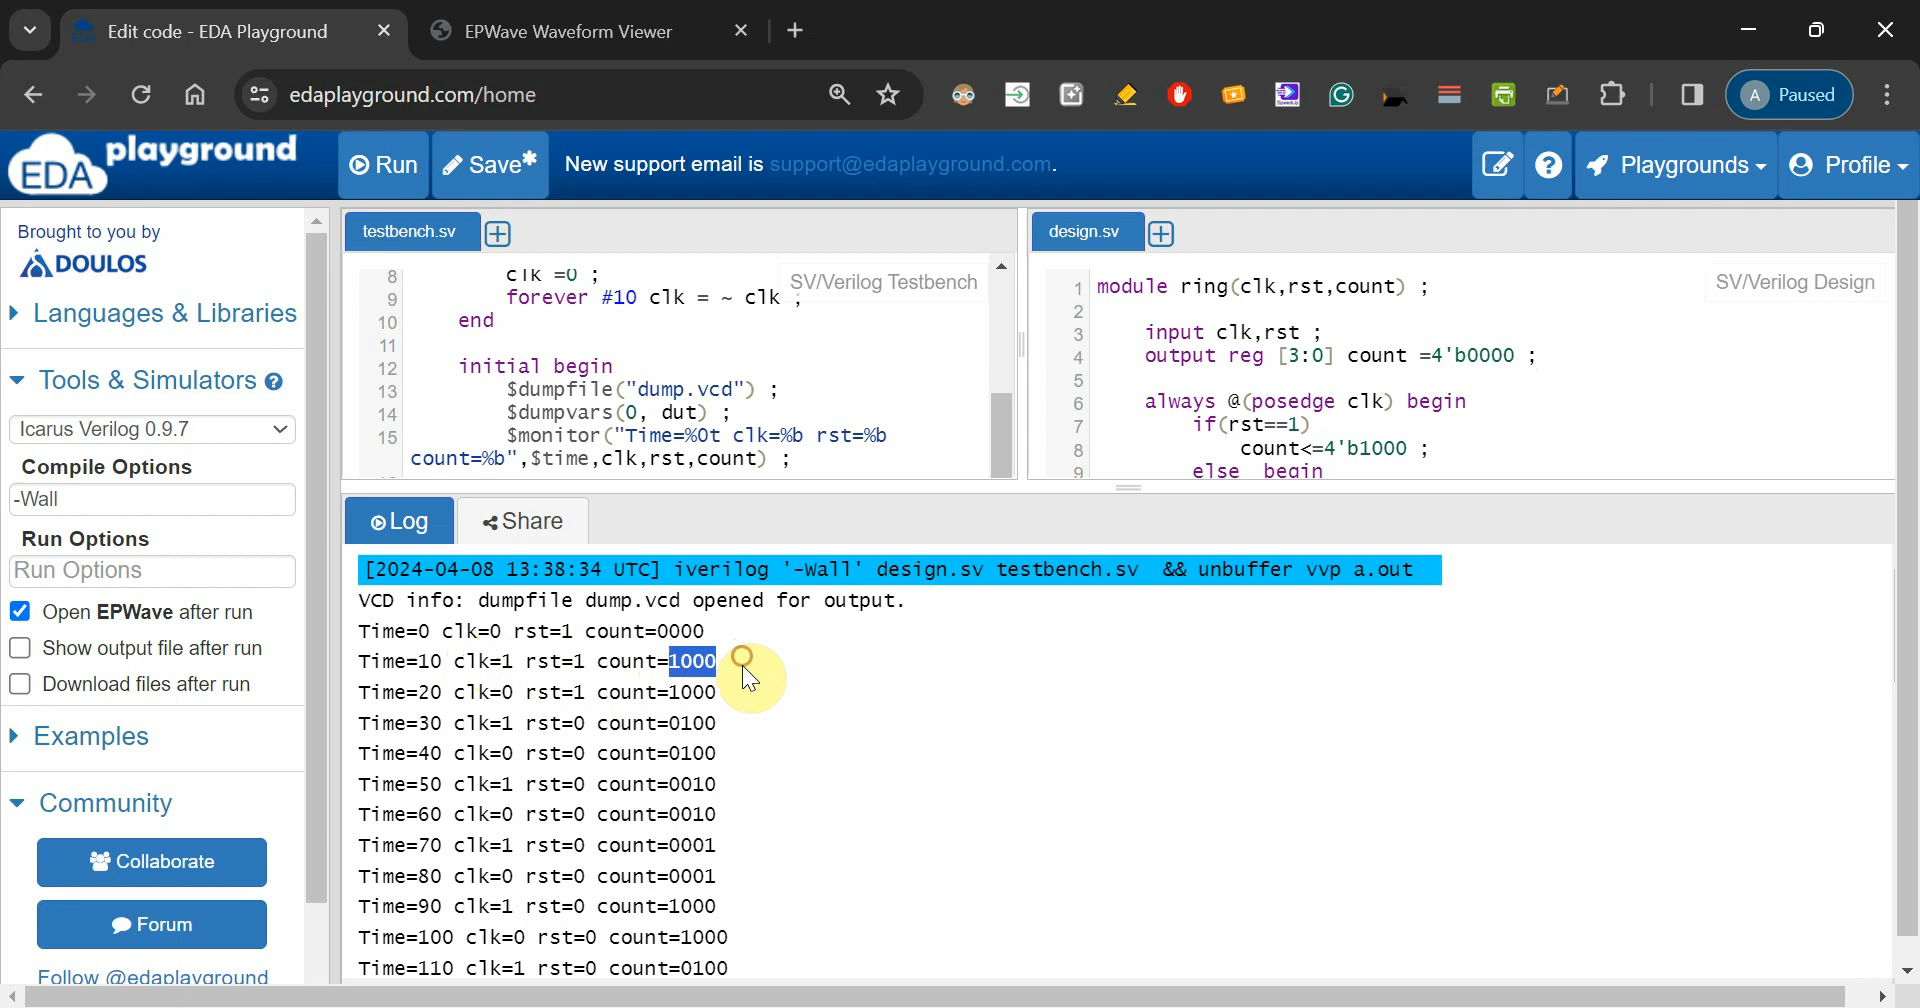 Edit code - EDA Playground
EPWave Waveform Viewer
edaplayground.com/home
A Paused
EDA playground
Run
Save*
New support email is support@edaplayground.com.
Playgrounds
Profile
Brought to you by
DOULOS
Languages & Libraries
Tools & Simulators
Icarus Verilog 0.9.7
Compile Options
-Wall
Run Options
Run Options
Open EPWave after run
Show output file after run
Download files after run
Examples
Community
Collaborate
Forum
Follow @edaplayground
testbench.sv
SV/Verilog Testbench
8 clk =0 ;
9 forever #10 clk = ~ clk ;
10 end
11
12 initial begin
13 $dumpfile("dump.vcd") ;
14 $dumpvars(0, dut) ;
15 $monitor("Time=%0t clk=%b rst=%b
count=%b",$time,clk,rst,count) ;
design.sv
SV/Verilog Design
1 module ring(clk,rst,count) ;
2
3 input clk,rst ;
4 output reg [3:0] count =4'b0000 ;
5
6 always @(posedge clk) begin
7 if(rst==1)
8 count<=4'b1000 ;
9 else begin
Log
Share
[2024-04-08 13:38:34 UTC] iverilog '-Wall' design.sv testbench.sv && unbuffer vvp a.out
VCD info: dumpfile dump.vcd opened for output.
Time=0 clk=0 rst=1 count=0000
Time=10 clk=1 rst=1 count=1000
Time=20 clk=0 rst=1 count=1000
Time=30 clk=1 rst=0 count=0100
Time=40 clk=0 rst=0 count=0100
Time=50 clk=1 rst=0 count=0010
Time=60 clk=0 rst=0 count=0010
Time=70 clk=1 rst=0 count=0001
Time=80 clk=0 rst=0 count=0001
Time=90 clk=1 rst=0 count=1000
Time=100 clk=0 rst=0 count=1000
Time=110 clk=1 rst=0 count=0100